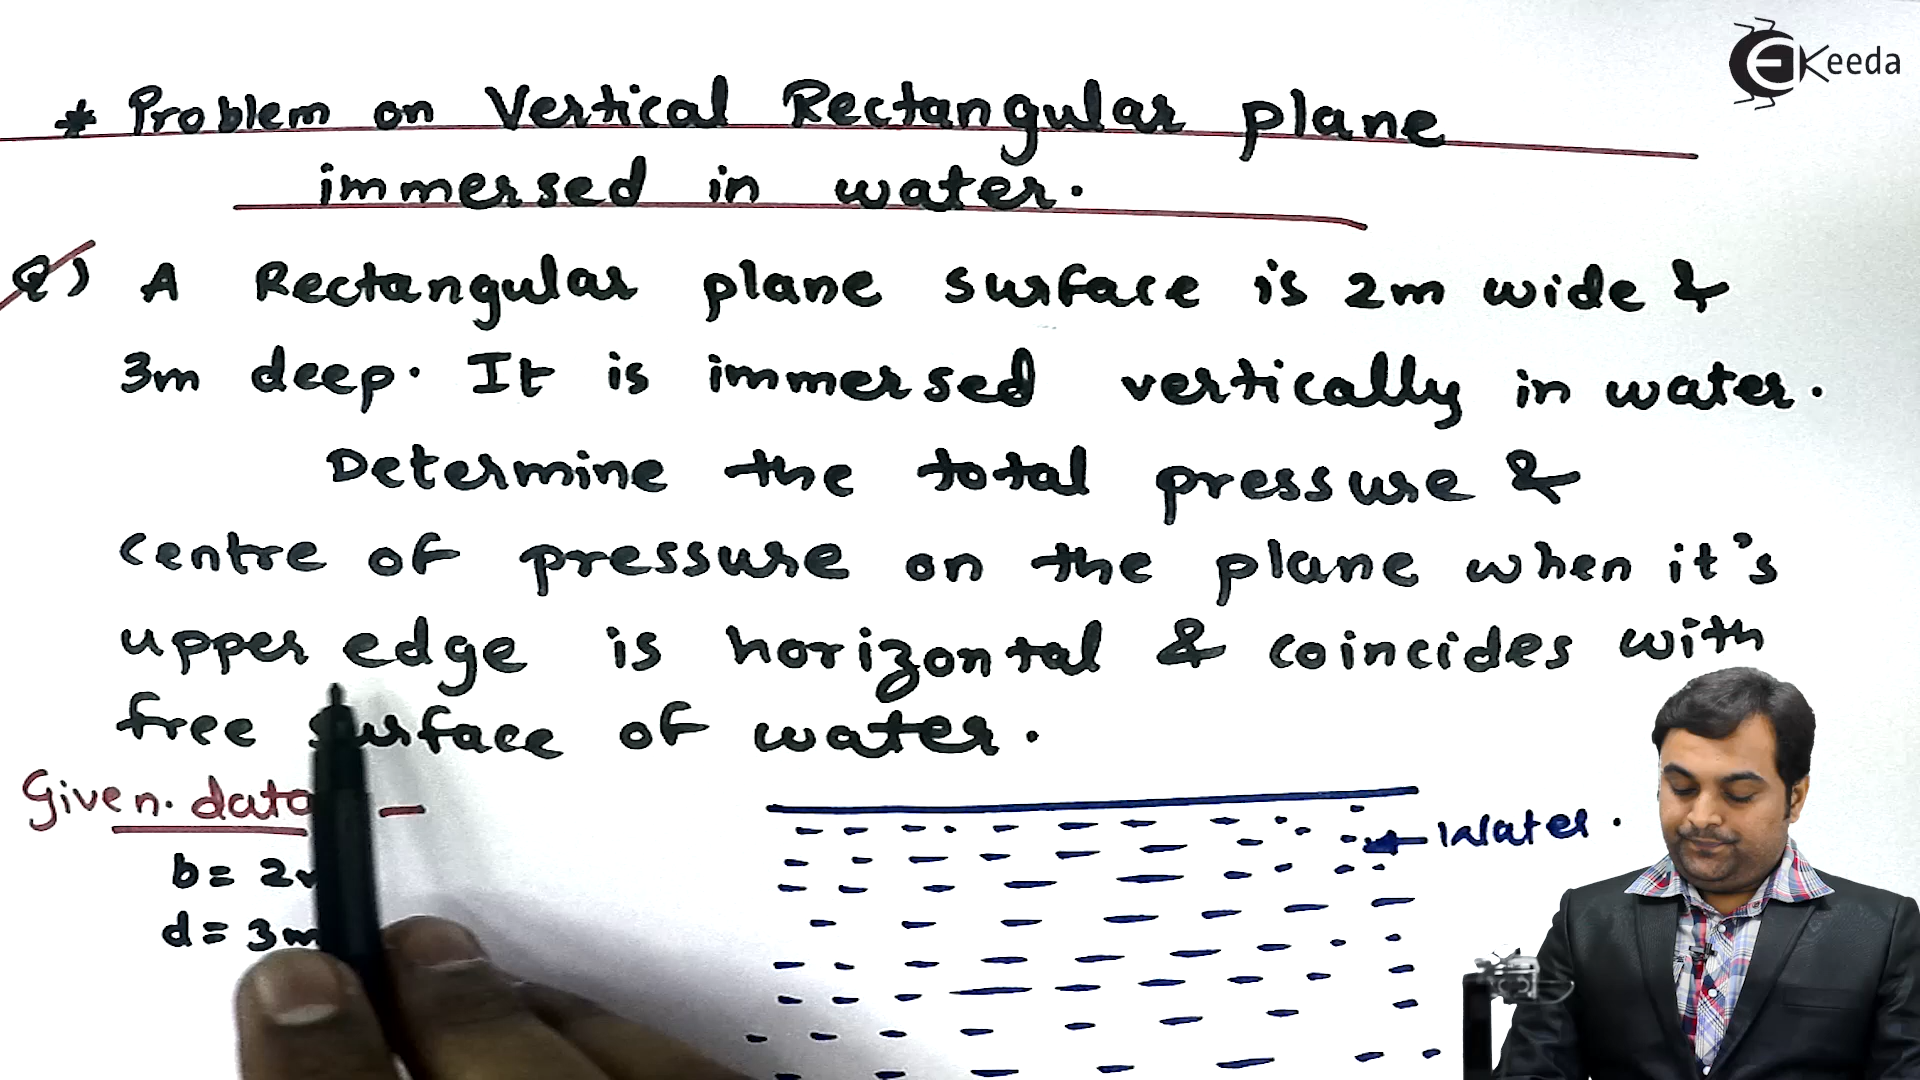 Keeda
* Problem on Vertical Rectangular plane
immersed in water.
Q) A Rectangular plane surface is 2m wide &
3m deep. It is immersed vertically in water.
Determine the total pressure &
centre of pressure on the plane when it's
upper edge is horizontal & coincides with
free surface of water.
Given data -
b = 2m
d = 3m
Water.